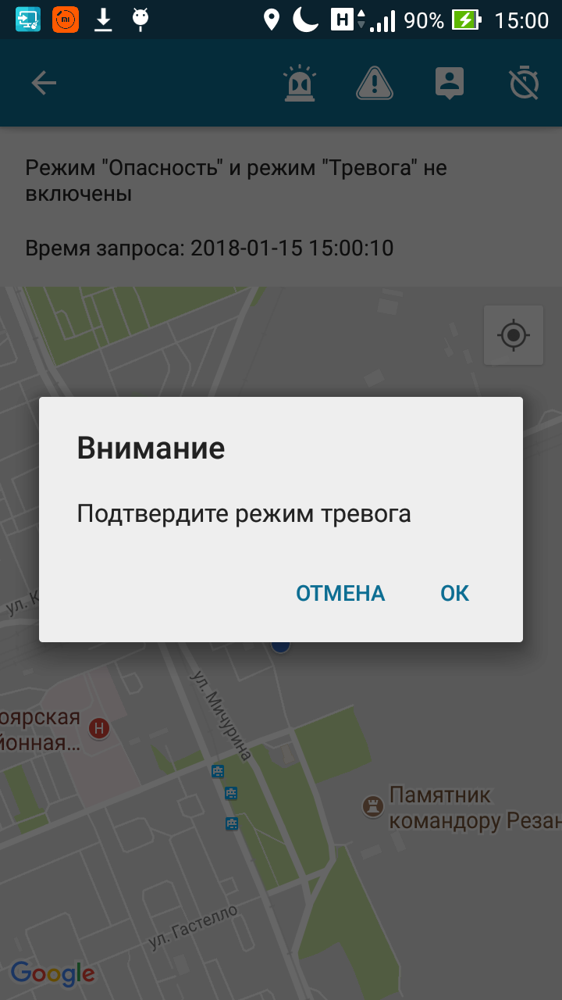 H 90% 15:00
Режим "Опасность" и режим "Тревога" не
включены
Время запроса: 2018-01-15 15:00:10
Внимание
Подтвердите режим тревога
ОТМЕНА ОК
ул. К
ул. Мичурина
оярская
йонная...
H
Памятник
командору Резан
ул. Гастелло
Google